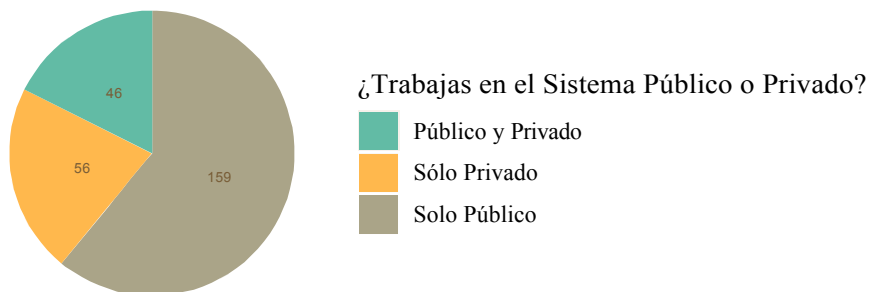 ¿Trabajas en el Sistema Público o Privado?
46
Público y Privado
56
Sólo Privado
159
Solo Público